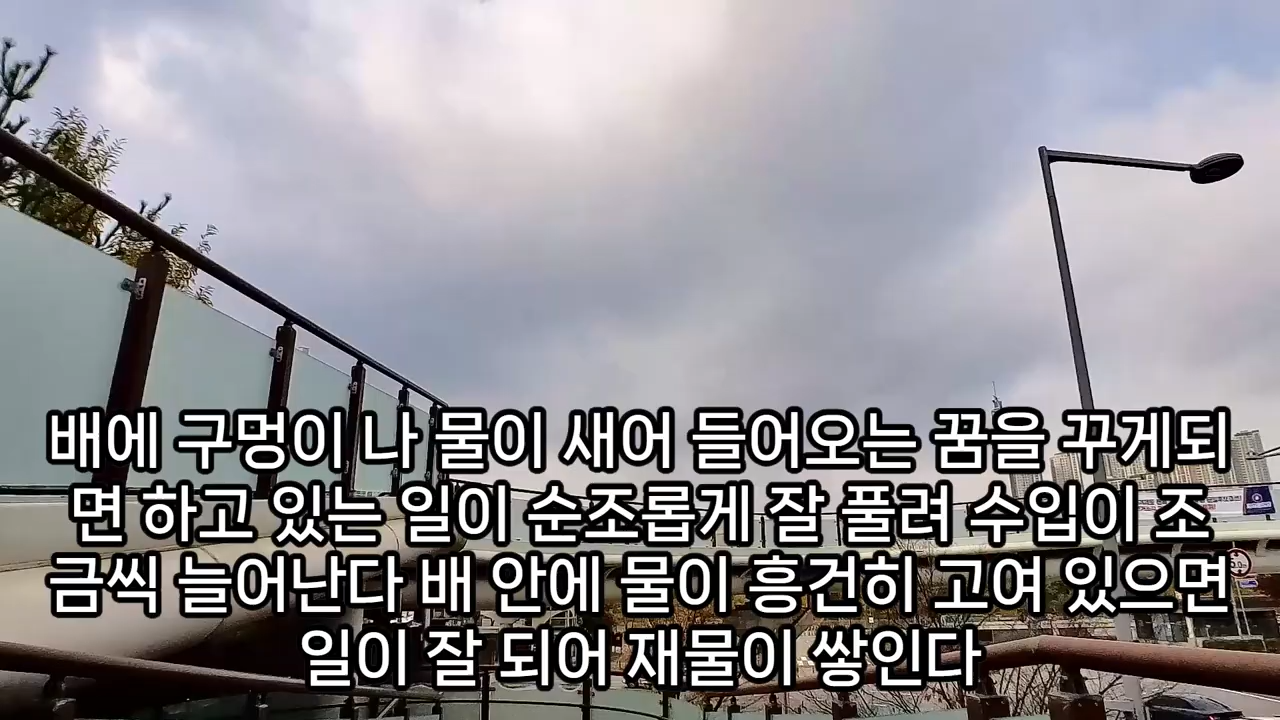 배에 구멍이 나 물이 새어 들어오는 꿈을 꾸게되
면 하고 있는 일이 순조롭게 잘 풀려 수입이 조
금씩 늘어난다 배 안에 물이 흥건히 고여 있으면
일이 잘 되어 재물이 쌓인다